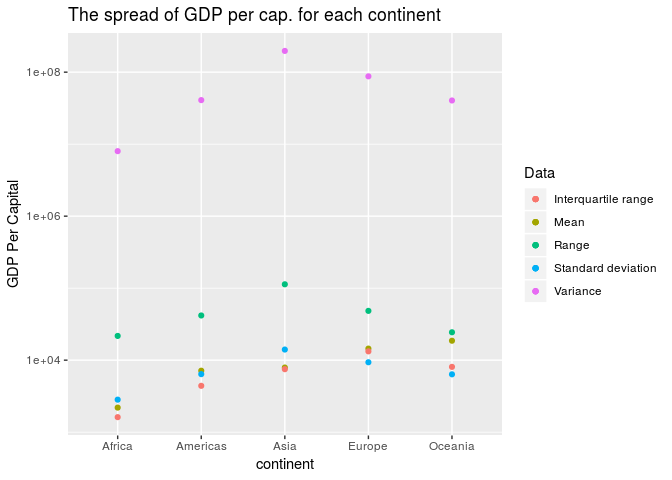 The spread of GDP per cap. for each continent
1e+08
1e+06
1e+04
GDP Per Capital
Africa
Americas
Asia
Europe
Oceania
continent
Data
Interquartile range
Mean
Range
Standard deviation
Variance